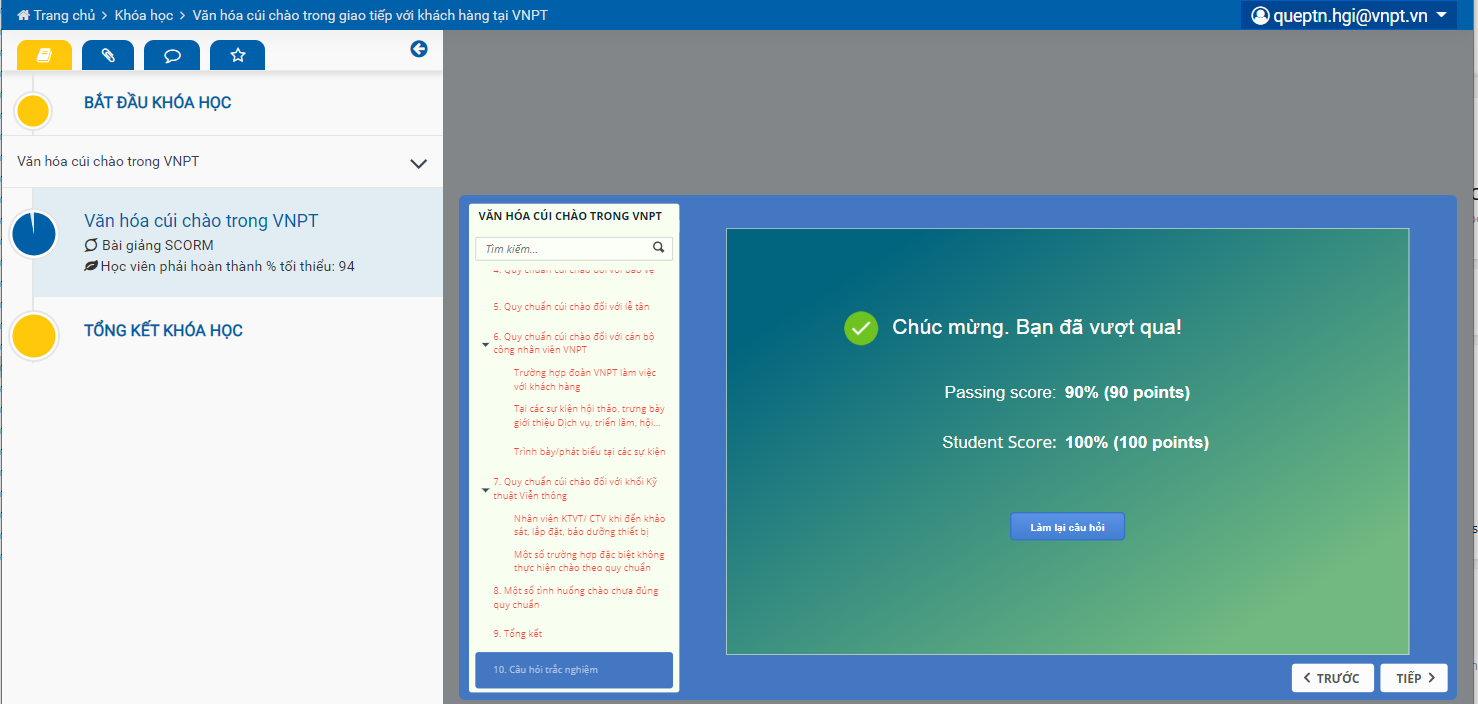 Trang chủ > Khóa học > Văn hóa cúi chào trong giao tiếp với khách hàng tại VNPT
queptn.hgi@vnpt.vn
BẮT ĐẦU KHÓA HỌC
Văn hóa cúi chào trong VNPT
Văn hóa cúi chào trong VNPT
Bài giảng SCORM
Học viên phải hoàn thành % tối thiểu: 94
TỔNG KẾT KHÓA HỌC
VĂN HÓA CÚI CHÀO TRONG VNPT
Tìm kiếm...
4. Quy chuẩn cúi chào đối với bảo vệ
5. Quy chuẩn cúi chào đối với lễ tân
6. Quy chuẩn cúi chào đối với cán bộ
công nhân viên VNPT
Trường hợp đoàn VNPT làm việc
với khách hàng
Tại các sự kiện hội thảo, trưng bày
giới thiệu Dịch vụ, triển lãm, hội...
Trình bày/phát biểu tại các sự kiện
7. Quy chuẩn cúi chào đối với khối Kỹ
thuật Viễn thông
Nhân viên KTVT/ CTV khi đến khảo
sát, lắp đặt, bảo dưỡng thiết bị
Một số trường hợp đặc biệt không
thực hiện chào theo quy chuẩn
8. Một số tình huống chào chưa đúng
quy chuẩn
9. Tổng kết
10. Câu hỏi trắc nghiệm
Chúc mừng. Bạn đã vượt qua!
Passing score: 90% (90 points)
Student Score: 100% (100 points)
Làm lại câu hỏi
TRƯỚC
TIẾP